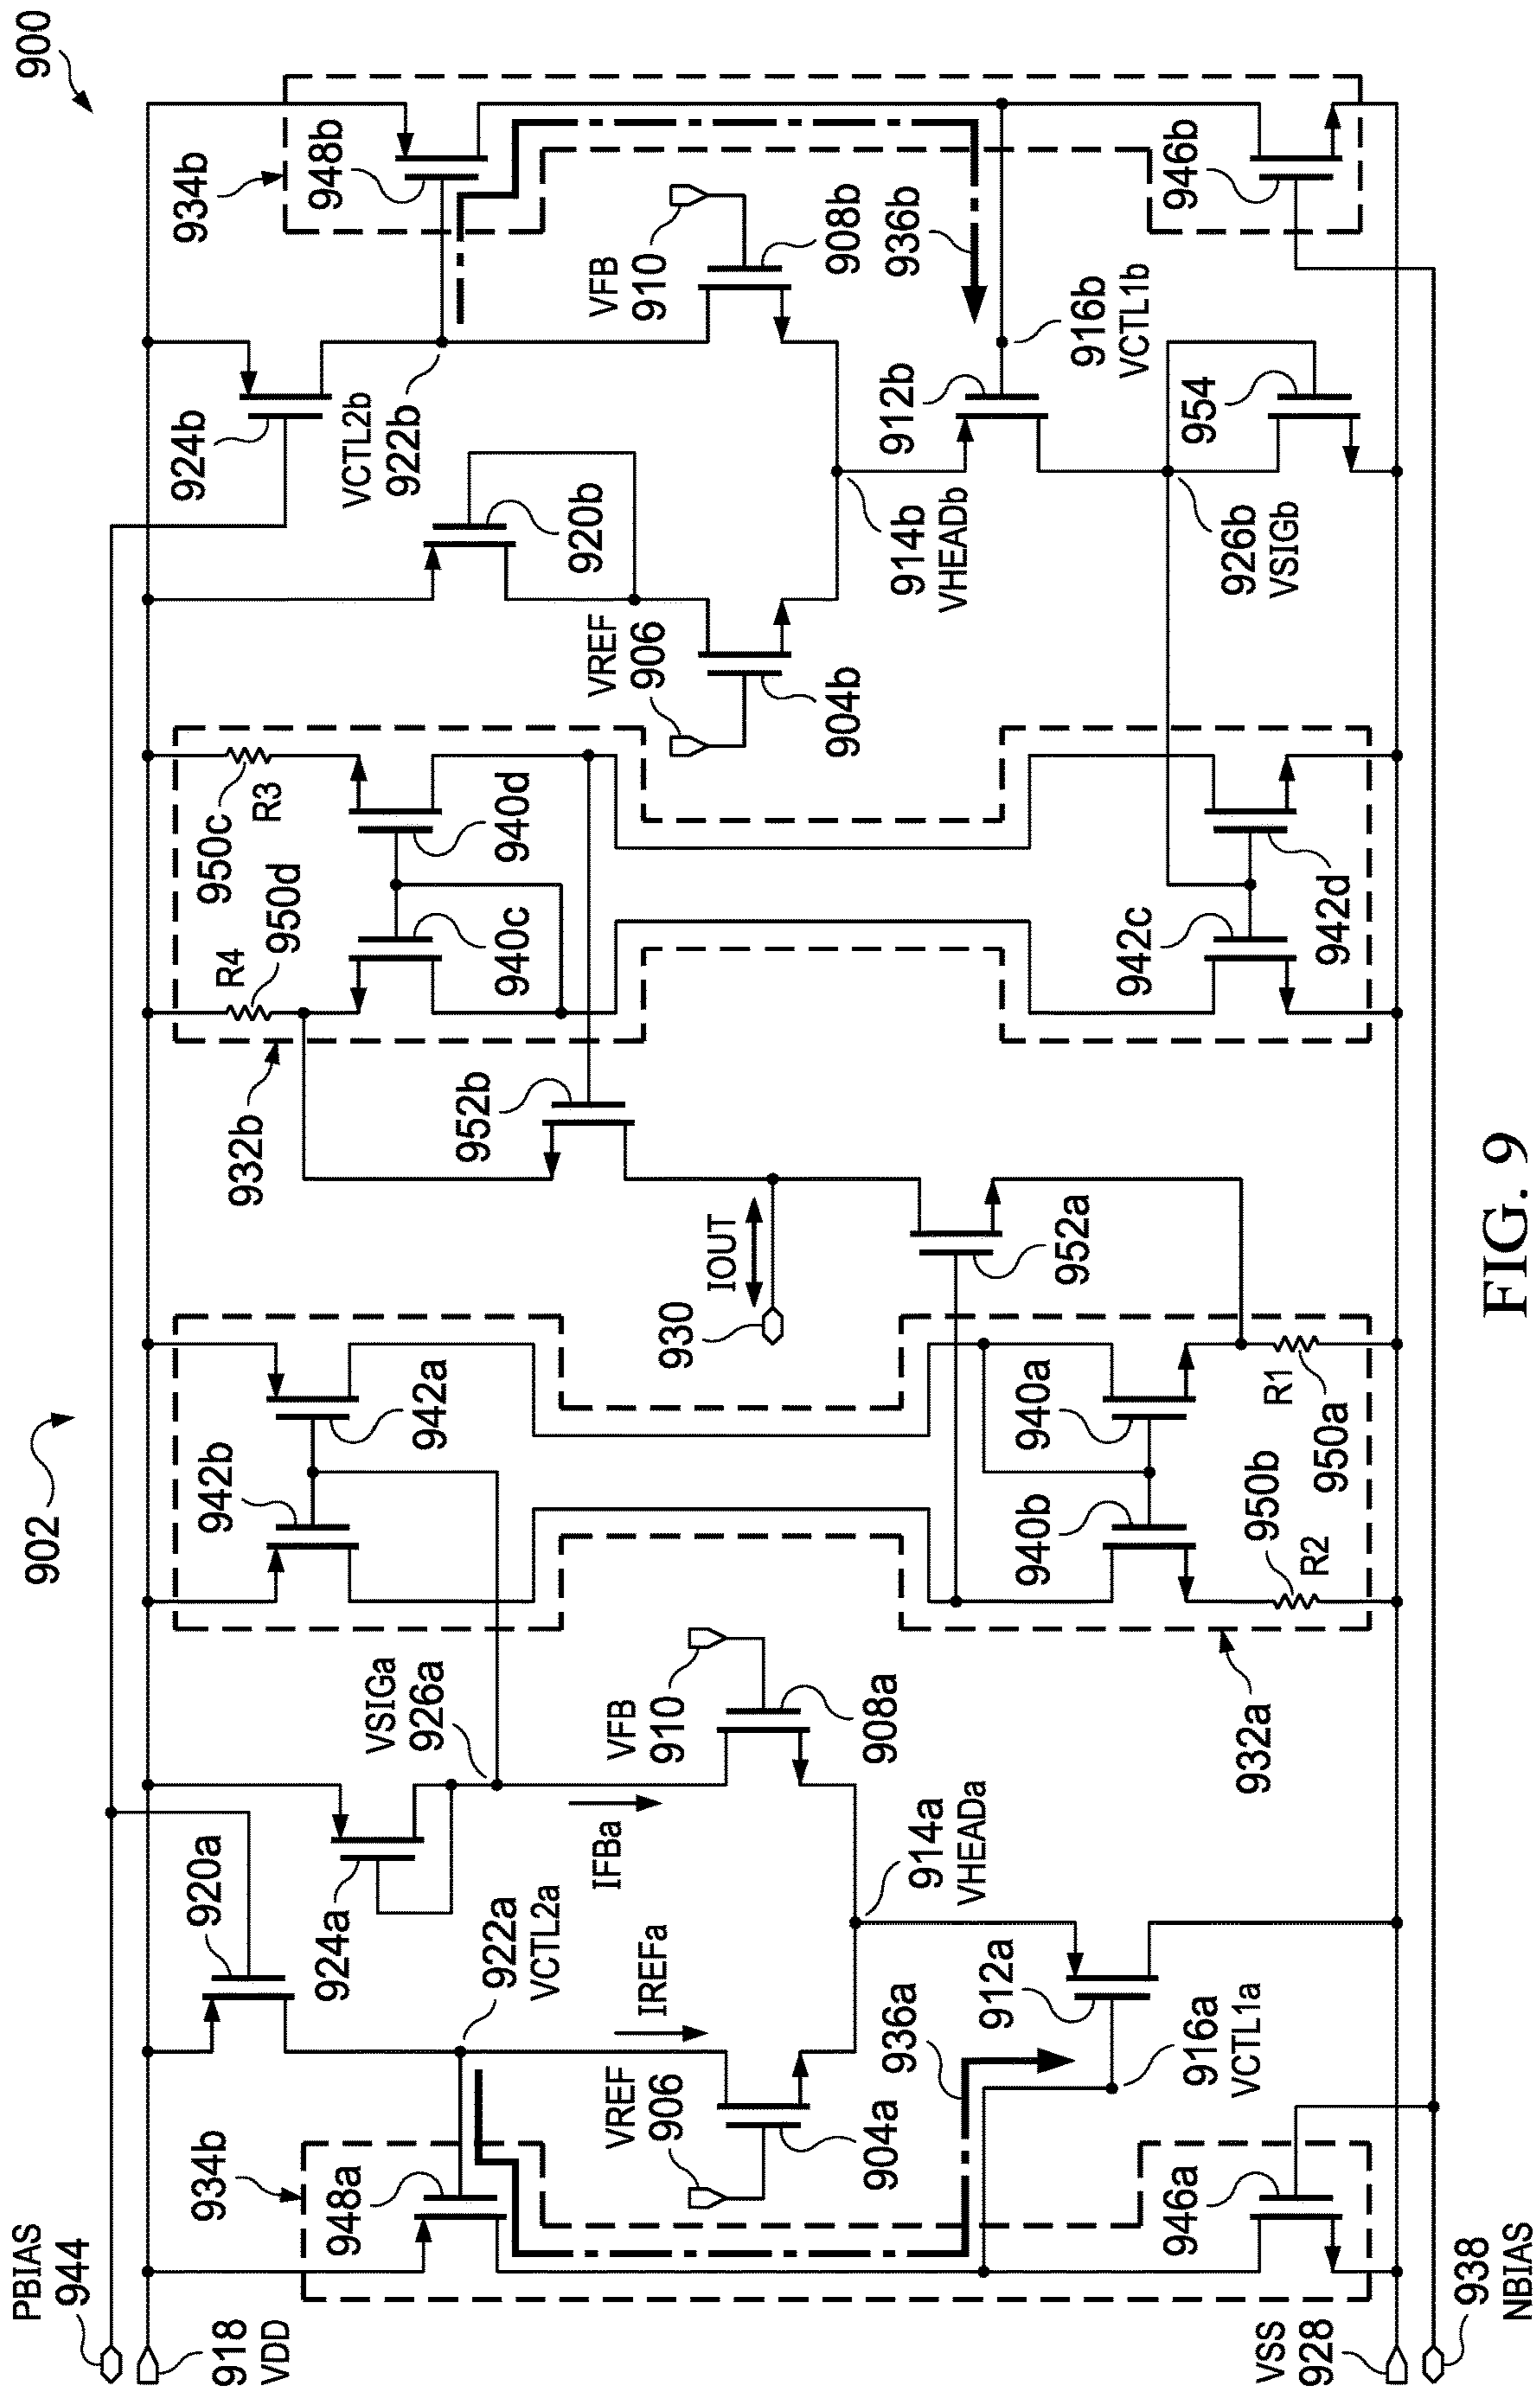 900
902
PBIAS
944
918
VDD
934b
948a
920a
924a
922a
VCTL2a
VSIGa
926a
942b
942a
932b
R4
950d
950c
R3
940c
940d
952b
924b
VCTL2b
922b
920b
934b
948b
IREFa
IFBa
VREF
906
904a
VFB
910
908a
930
IOUT
VREF
906
904b
VFB
910
908b
936a
914a
VHEADa
912a
916a
VCTL1a
952a
940b
940a
914b
VHEADb
912b
936b
916b
VCTL1b
946a
932a
950b
R2
R1
950a
942c
942d
926b
VSIGb
954
946b
VSS
928
938
NBIAS
FIG. 9